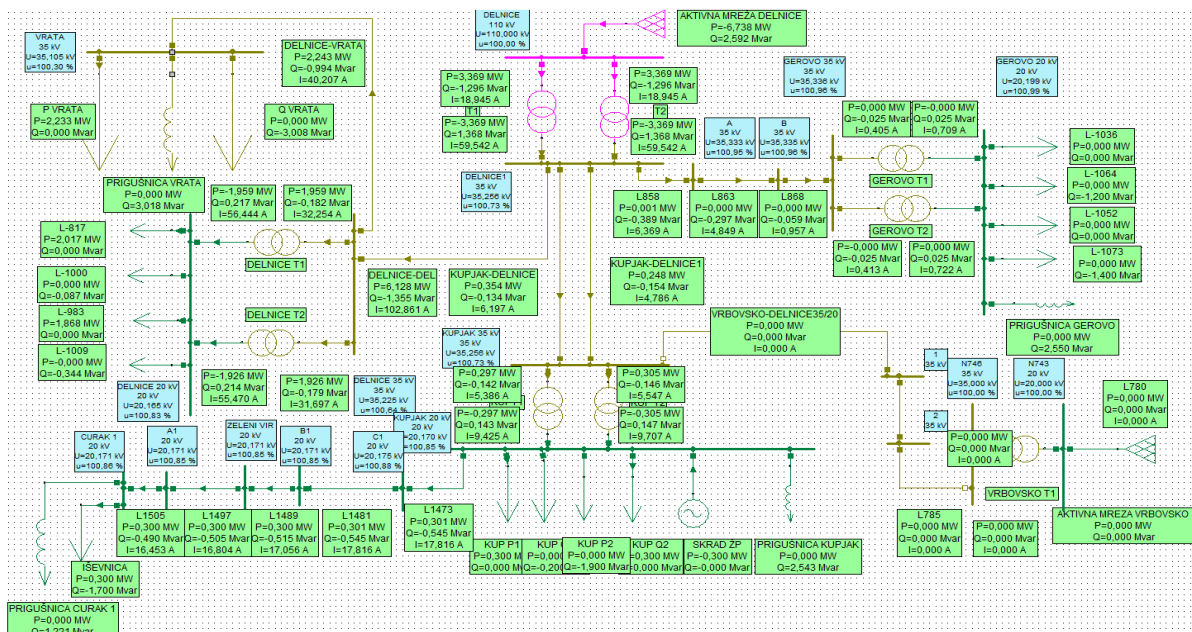 VRATA
35 kV
U=35,105 kV
u=100,30 %
DELNICE-VRATA
P=2,243 MW
Q=-0,994 Mvar
I=40,207 A
P VRATA
P=2,233 MW
Q=0,000 Mvar
Q VRATA
P=0,000 MW
Q=-3,008 Mvar
PRIGUŠNICA VRATA
P=0,000 MW
Q=3,018 Mvar
DELNICE
110 kV
U=110,000 kV
u=100,00 %
AKTIVNA MREŽA DELNICE
P=-6,738 MW
Q=2,592 Mvar
P=3,369 MW
Q=-1,296 Mvar
I=18,945 A
T1
P=-3,369 MW
Q=1,368 Mvar
I=59,542 A
P=3,369 MW
Q=-1,296 Mvar
I=18,945 A
T2
P=-3,369 MW
Q=1,368 Mvar
I=59,542 A
DELNICE1
35 kV
U=35,256 kV
u=100,73 %
A
35 kV
U=35,333 kV
u=100,95 %
B
35 kV
U=35,335 kV
u=100,96 %
GEROVO 35 kV
35 kV
U=35,336 kV
u=100,96 %
GEROVO 20 kV
20 kV
U=20,199 kV
u=100,99 %
P=0,000 MW
Q=-0,025 Mvar
I=0,405 A
P=-0,000 MW
Q=0,025 Mvar
I=0,709 A
GEROVO T1
GEROVO T2
P=-0,000 MW
Q=-0,025 Mvar
I=0,413 A
P=0,000 MW
Q=0,025 Mvar
I=0,722 A
L-1036
P=0,000 MW
Q=0,000 Mvar
L-1064
P=0,000 MW
Q=-1,200 Mvar
L-1052
P=0,000 MW
Q=0,000 Mvar
L-1073
P=0,000 MW
Q=-1,400 Mvar
PRIGUŠNICA GEROVO
P=0,000 MW
Q=2,550 Mvar
L858
P=0,001 MW
Q=-0,389 Mvar
I=6,369 A
L863
P=0,000 MW
Q=-0,297 Mvar
I=4,849 A
L868
P=0,000 MW
Q=-0,059 Mvar
I=0,957 A
P=-1,959 MW
Q=0,217 Mvar
I=56,444 A
P=1,959 MW
Q=-0,182 Mvar
I=32,254 A
DELNICE T1
DELNICE T2
L-817
P=2,017 MW
Q=0,000 Mvar
L-1000
P=0,000 MW
Q=-0,087 Mvar
L-983
P=1,868 MW
Q=0,000 Mvar
L-1009
P=-0,000 MW
Q=-0,344 Mvar
P=-1,926 MW
Q=0,214 Mvar
I=55,470 A
P=1,926 MW
Q=-0,179 Mvar
I=31,697 A
DELNICE-DEL
P=6,128 MW
Q=-1,355 Mvar
I=102,861 A
KUPJAK-DELNICE
P=0,354 MW
Q=-0,134 Mvar
I=6,197 A
KUPJAK-DELNICE1
P=0,248 MW
Q=-0,154 Mvar
I=4,786 A
VRBOVSKO-DELNICE35/20
P=0,000 MW
Q=0,000 Mvar
I=0,000 A
KUPJAK 35 kV
35 kV
U=35,256 kV
u=100,73 %
P=0,297 MW
Q=-0,142 Mvar
I=5,386 A
P=-0,297 MW
Q=0,143 Mvar
I=9,425 A
P=0,305 MW
Q=-0,146 Mvar
I=5,547 A
P=-0,305 MW
Q=0,147 Mvar
I=9,707 A
DELNICE 20 kV
20 kV
U=20,165 kV
u=100,83 %
DELNICE 35 kV
35 kV
U=35,225 kV
u=100,64 %
KUPJAK 20 kV
20 kV
U=20,170 kV
u=100,85 %
CURAK 1
20 kV
U=20,171 kV
u=100,86 %
A1
20 kV
U=20,171 kV
u=100,85 %
ZELENI VIR
20 kV
U=20,171 kV
u=100,85 %
B1
20 kV
U=20,171 kV
u=100,85 %
C1
20 kV
U=20,175 kV
u=100,88 %
L1505
P=0,300 MW
Q=-0,490 Mvar
I=16,453 A
L1497
P=0,300 MW
Q=-0,505 Mvar
I=16,804 A
L1489
P=0,300 MW
Q=-0,515 Mvar
I=17,056 A
L1481
P=0,301 MW
Q=-0,545 Mvar
I=17,816 A
L1473
P=0,301 MW
Q=-0,545 Mvar
I=17,816 A
IŠEVNICA
P=0,300 MW
Q=-1,700 Mvar
PRIGUŠNICA CURAK 1
P=0,000 MW
Q=1,221 Mvar
KUP P1
P=0,300 M
Q=0,000 Mv
KUP
Q=-0,200
KUP P2
P=0,000 MW
Q=-1,900 Mvar
KUP Q2
=0,300 MW
=0,000 Mvar
SKRAD ŽP
P=-0,300 MW
Q=-0,000 Mvar
PRIGUŠNICA KUPJAK
P=0,000 MW
Q=2,543 Mvar
1
35 kV
2
35 kV
N746
35 kV
U=35,000 kV
u=100,00 %
N743
20 kV
U=20,000 kV
u=100,00 %
P=0,000 MW
Q=0,000 Mvar
I=0,000 A
VRBOVSKO T1
L780
P=0,000 MW
Q=0,000 Mvar
I=0,000 A
L785
P=0,000 MW
Q=0,000 Mvar
I=0,000 A
P=0,000 MW
Q=0,000 Mvar
I=0,000 A
AKTIVNA MREZA VRBOVSKO
P=0,000 MW
Q=0,000 Mvar